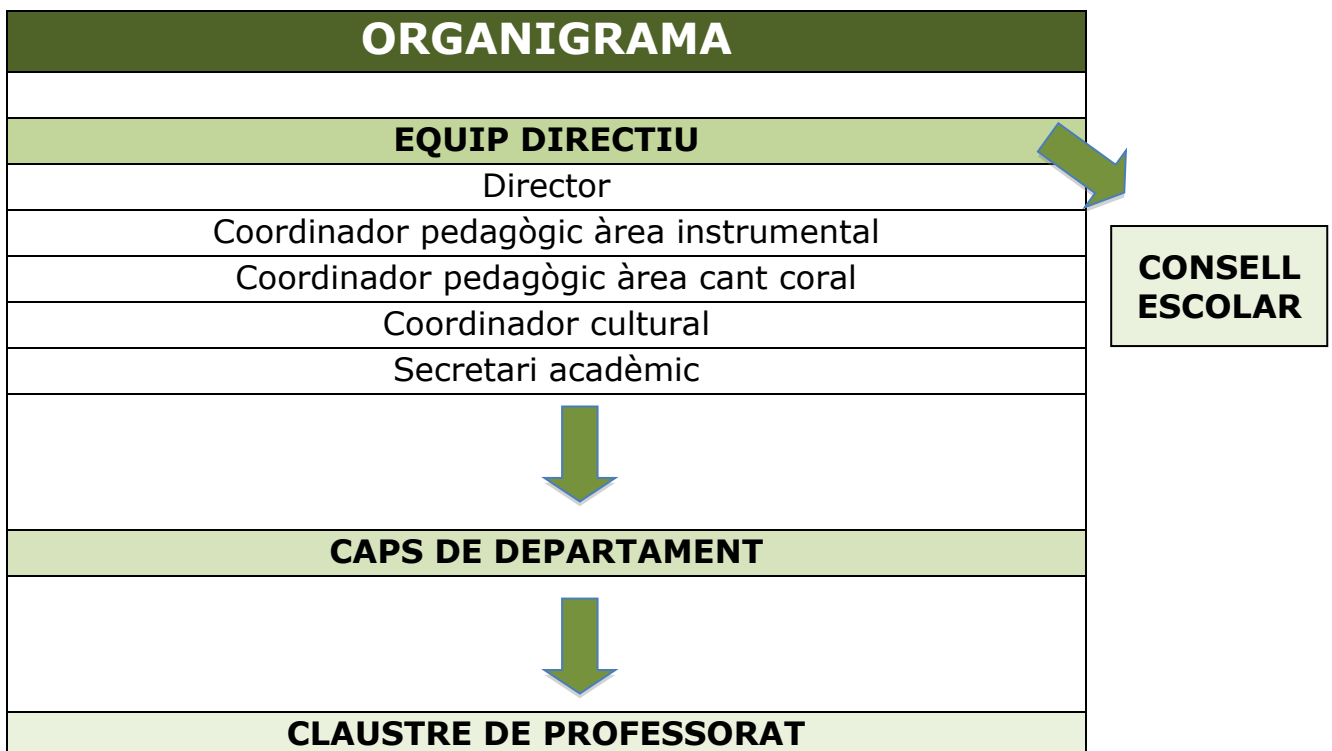 ORGANIGRAMA
EQUIP DIRECTIU
Director
Coordinador pedagògic àrea instrumental
Coordinador pedagògic àrea cant coral
Coordinador cultural
Secretari acadèmic
CONSELL
ESCOLAR
CAPS DE DEPARTAMENT
CLAUSTRE DE PROFESSORAT